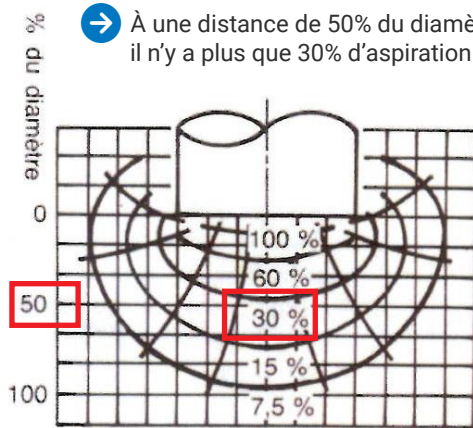 À une distance de 50% du diamè
il n'y a plus que 30% d'aspiration
% du diamètre
0
50
100
100 %
60 %
30 %
15 %
7,5 %